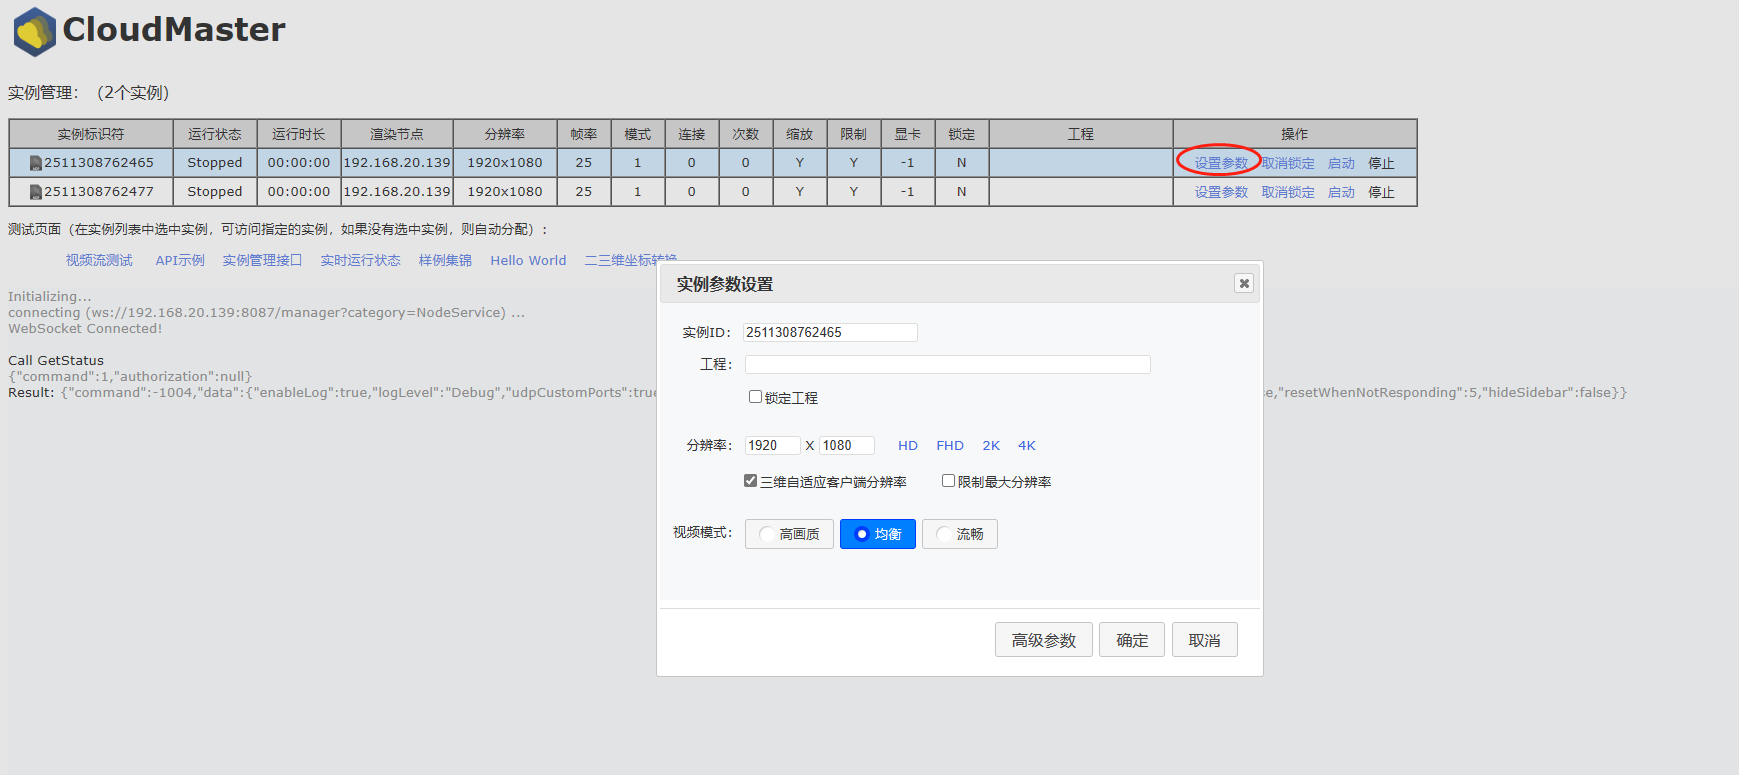 CloudMaster
实例管理：（2个实例）
实例标识符 运行状态 运行时长 渲染节点 分辨率 帧率 模式 连接 次数 缩放 限制 显卡 锁定 工程 操作
2511308762465 Stopped 00:00:00 192.168.20.139 1920x1080 25 1 0 0 Y Y -1 N 设置参数 取消锁定 启动 停止
2511308762477 Stopped 00:00:00 192.168.20.139 1920x1080 25 1 0 0 Y Y -1 N 设置参数 取消锁定 启动 停止
测试页面（在实例列表中选中实例，可访问指定的实例，如果没有选中实例，则自动分配）：
视频流测试 API示例 实例管理接口 实时运行状态 样例集锦 Hello World 二三维坐标转换
Initializing...
connecting (ws://192.168.20.139:8087/manager?category=NodeService) ...
WebSocket Connected!
Call GetStatus
{"command":1,"authorization":null}
Result: {"command":-1004,"data":{"enableLog":true,"logLevel":"Debug","udpCustomPorts":true
se,"resetWhenNotResponding":5,"hideSidebar":false}}
实例参数设置
实例ID： 2511308762465
工程：
锁定工程
分辨率： 1920 X 1080 HD FHD 2K 4K
三维自适应客户端分辨率 限制最大分辨率
视频模式： 高画质 均衡 流畅
高级参数 确定 取消